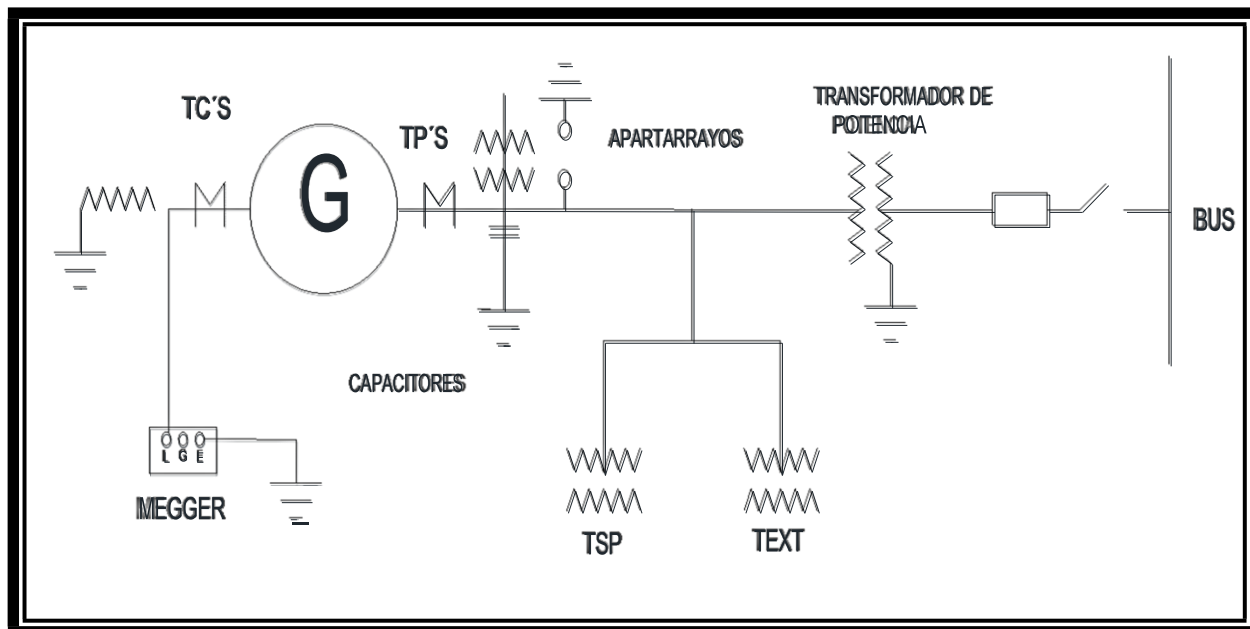 TC´S
G
TP´S
APARTARRAYOS
TRANSFORMADOR DE
POTENCIA
BUS
CAPACITORES
L G E
MEGGER
TSP
TEXT